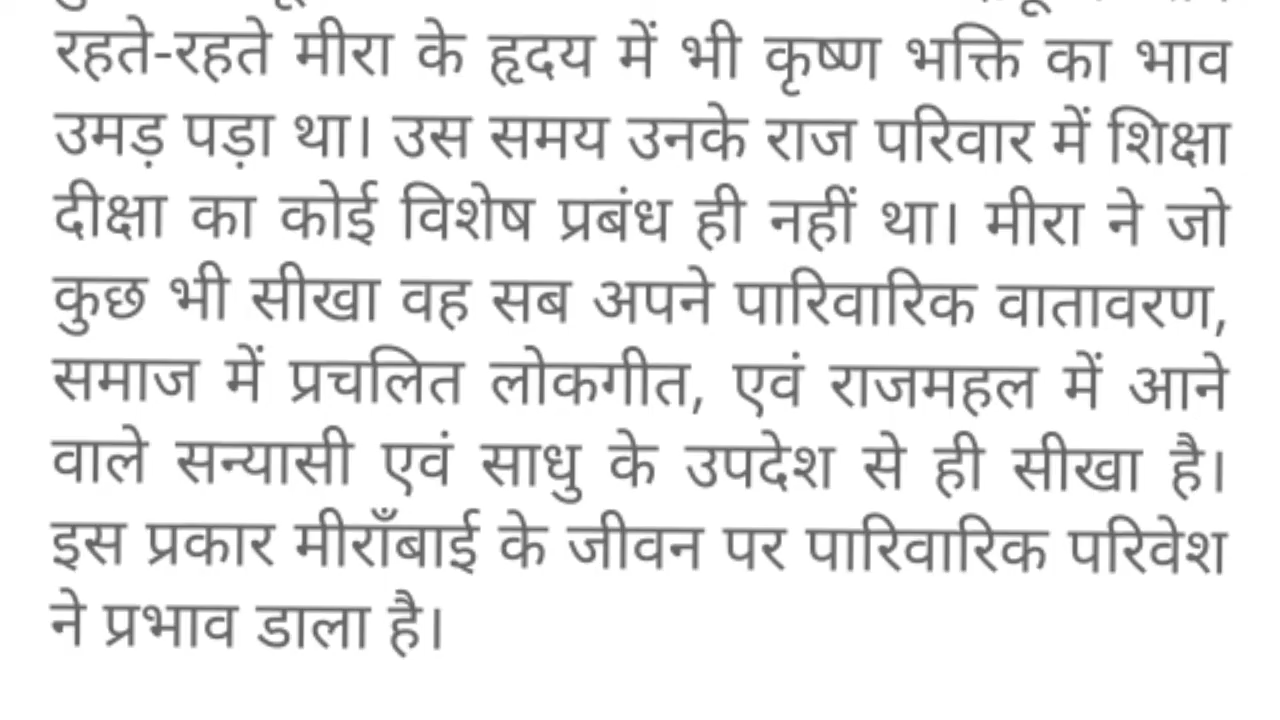 रहते-रहते मीरा के हृदय में भी कृष्ण भक्ति का भाव
उमड़ पड़ा था। उस समय उनके राज परिवार में शिक्षा
दीक्षा का कोई विशेष प्रबंध ही नहीं था। मीरा ने जो
कुछ भी सीखा वह सब अपने पारिवारिक वातावरण,
समाज में प्रचलित लोकगीत, एवं राजमहल में आने
वाले सन्यासी एवं साधु के उपदेश से ही सीखा है।
इस प्रकार मीराँबाई के जीवन पर पारिवारिक परिवेश
ने प्रभाव डाला है।